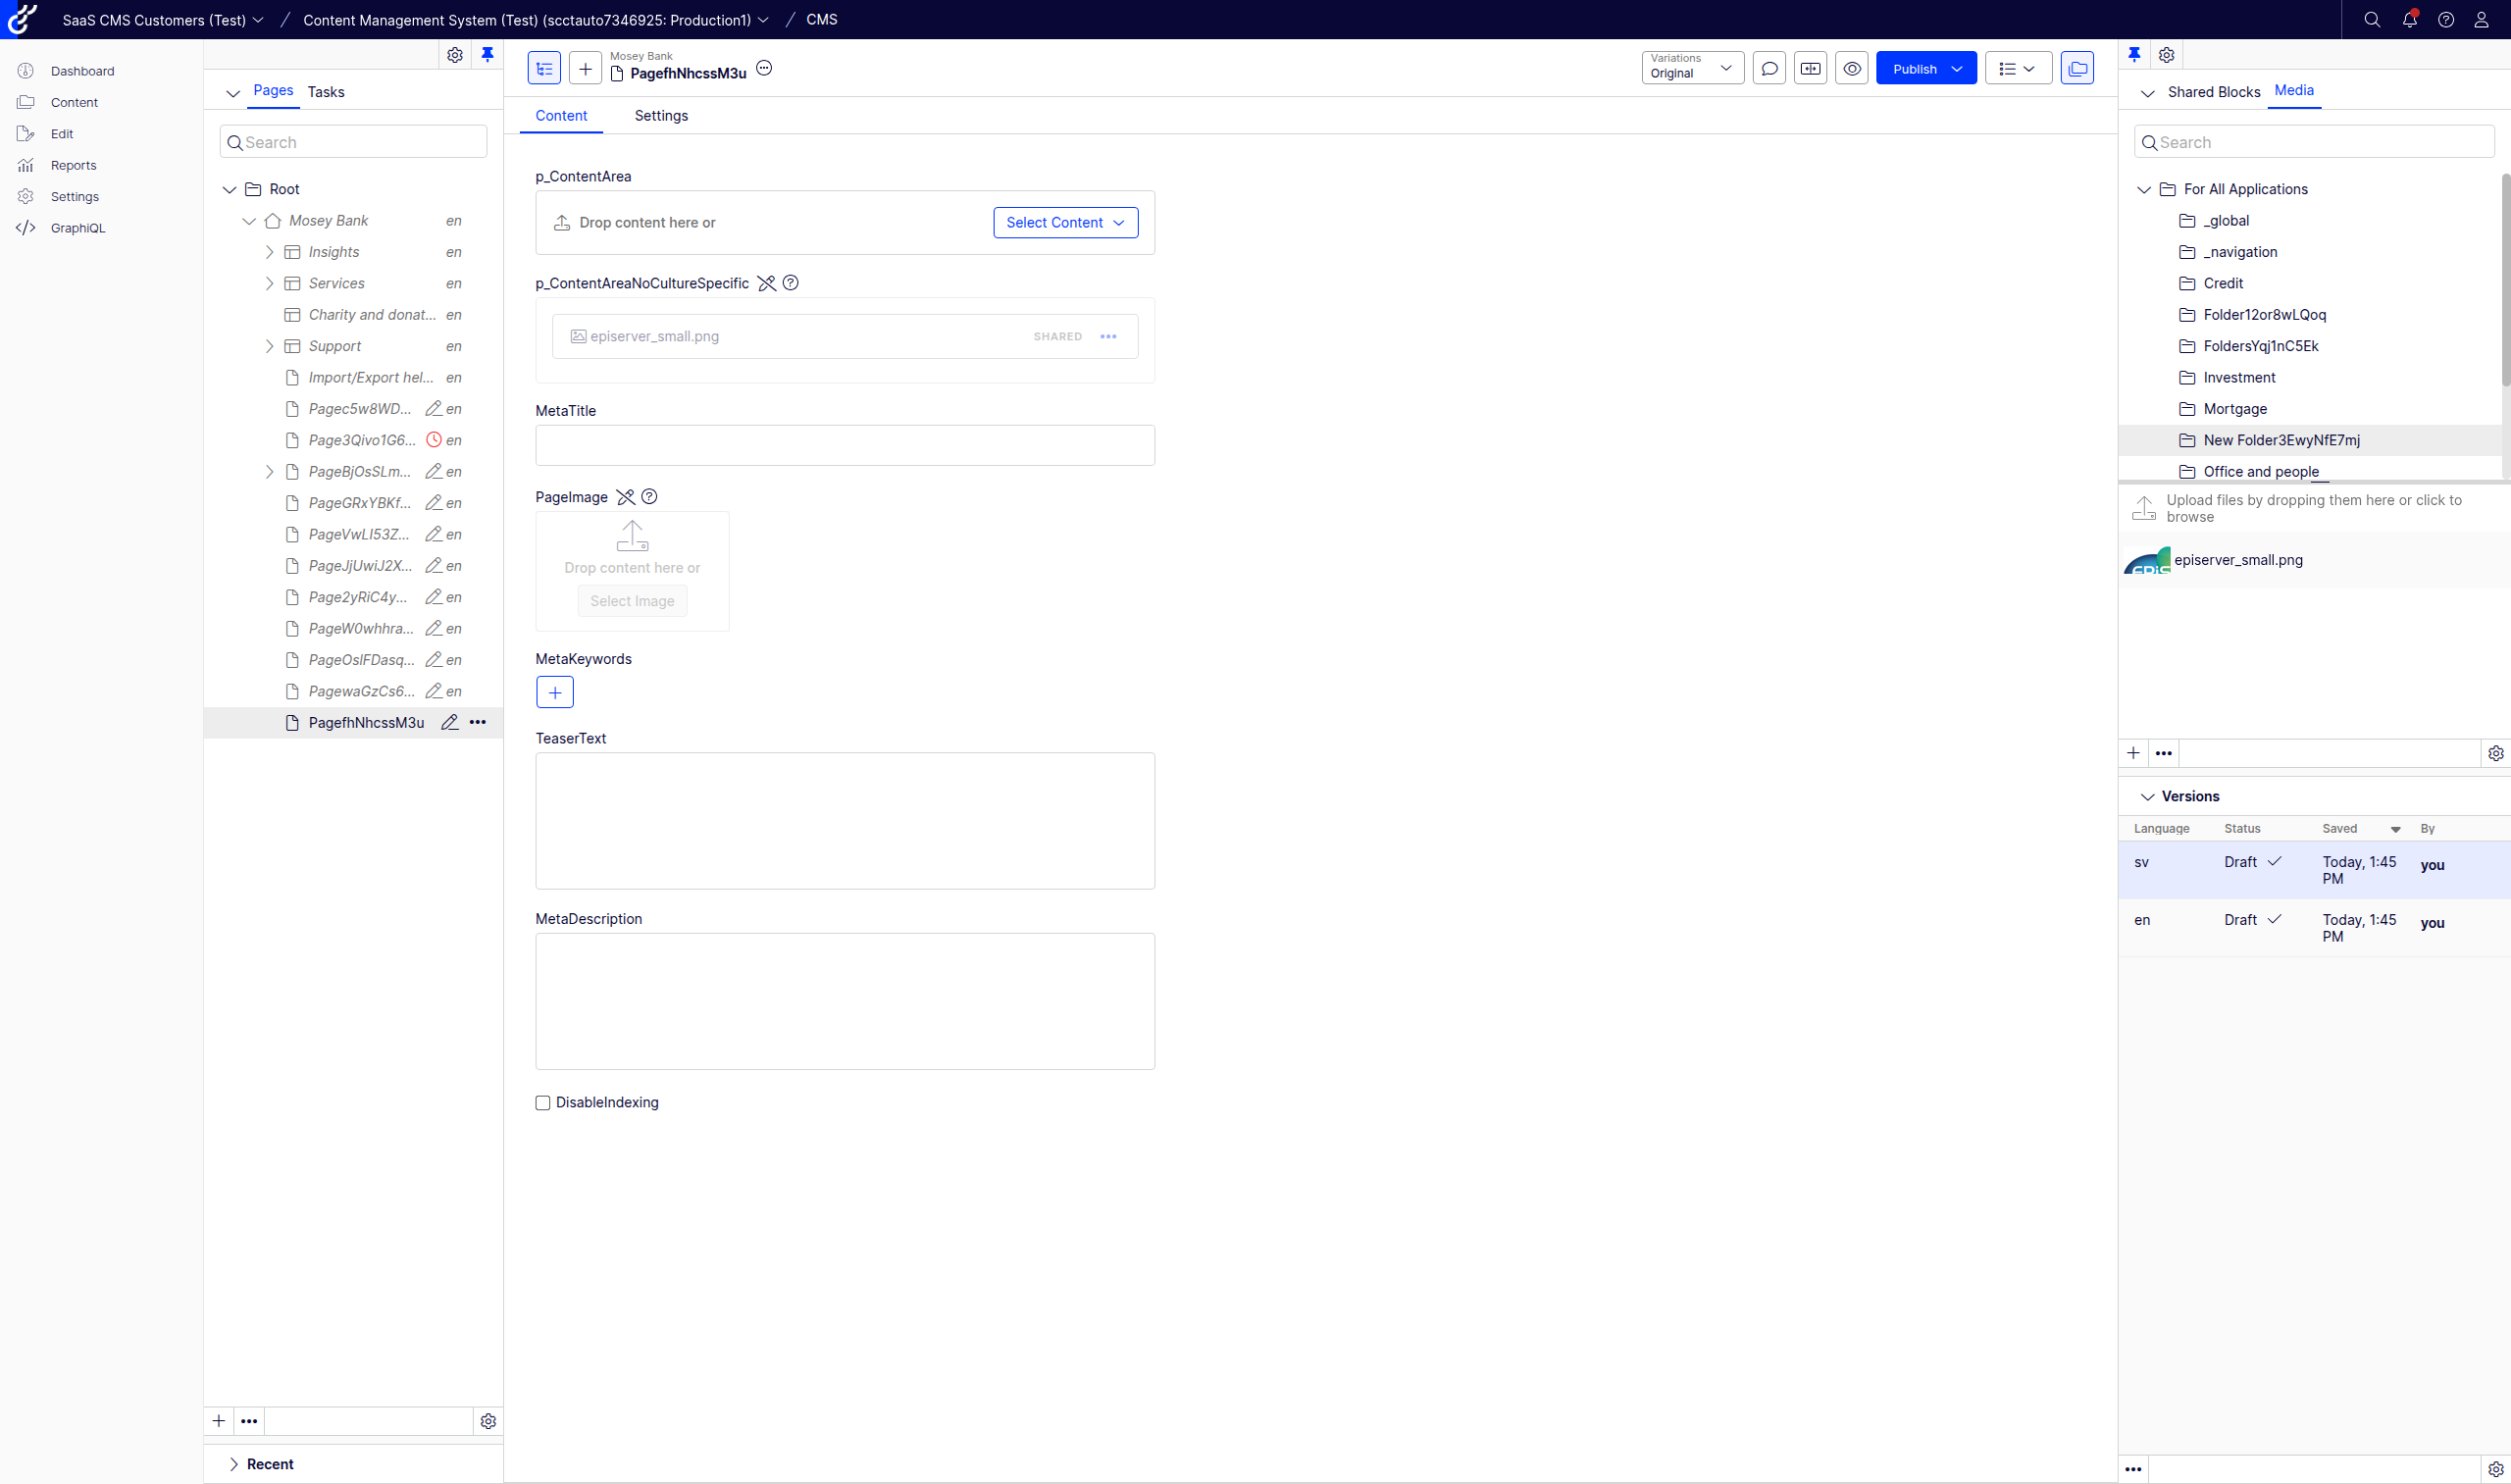 SaaS CMS Customers (Test) / Content Management System (Test) (scctauto7346925: Production1) / CMS
Dashboard
Content
Edit
Reports
Settings
GraphiQL
Pages Tasks
Search
Root
Mosey Bank en
Insights en
Services en
Charity and donat... en
Support en
Import/Export hel... en
Pagec5w8WD... en
Page3Qivo1G6... en
PageBjOsSLm... en
PageGRxYBKf... en
PageVwLI53Z... en
PageJjUwiJ2X... en
Page2yRiC4y... en
PageW0whhra... en
PageOsIFDasq... en
PagewaGzCs6... en
PagefhNhcssM3u
Recent
Mosey Bank
PagefhNhcssM3u
Variations
Original
Publish
Content Settings
p_ContentArea
Drop content here or Select Content
p_ContentAreaNoCultureSpecific
episerver_small.png SHARED
MetaTitle
PageImage
Drop content here or
Select Image
MetaKeywords
TeaserText
MetaDescription
DisableIndexing
Shared Blocks Media
Search
For All Applications
_global
_navigation
Credit
Folder12or8wLQoq
FoldersYqj1nC5Ek
Investment
Mortgage
New Folder3EwyNfE7mj
Office and people
Upload files by dropping them here or click to
browse
episerver_small.png
Versions
Language Status Saved By
sv Draft Today, 1:45 PM you
en Draft Today, 1:45 PM you